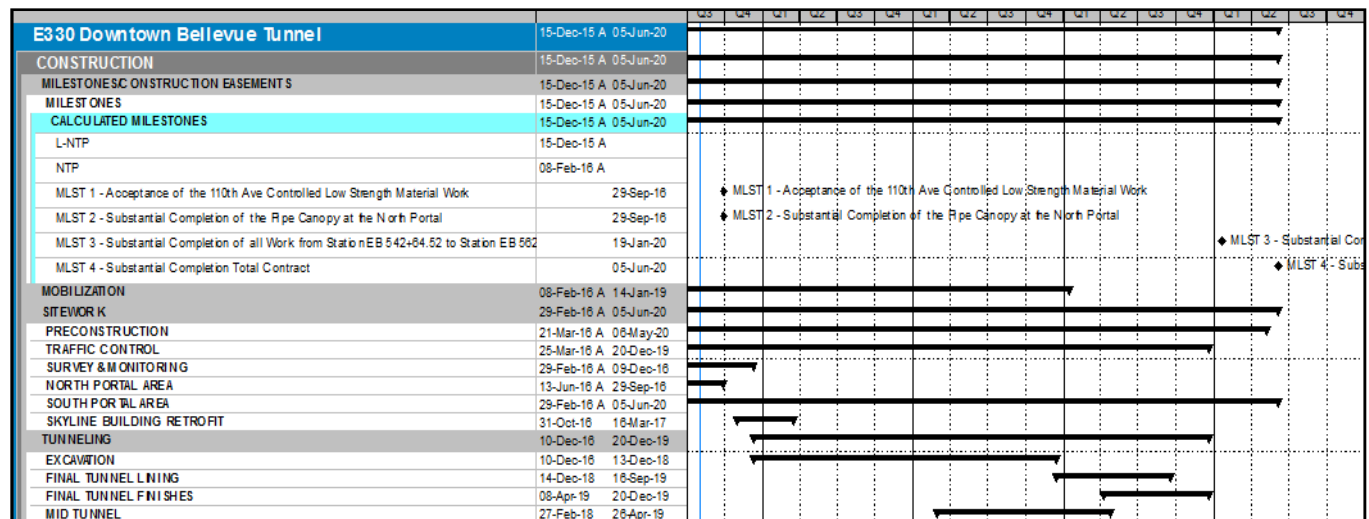 Q3 Q4 Q1 Q2 Q3 Q4 Q1 Q2 Q3 Q4 Q1 Q2 Q3 Q4 Q1 Q2 Q3 Q4
E330 Downtown Bellevue Tunnel 15-Dec-15 A 05-Jun-20
CONSTRUCTION 15-Dec-15 A 05-Jun-20
MILESTONES/CONSTRUCTION EASEMENTS 15-Dec-15 A 05-Jun-20
MILESTONES 15-Dec-15 A 05-Jun-20
CALCULATED MILESTONES 15-Dec-15 A 05-Jun-20
L-NTP 15-Dec-15 A
NTP 08-Feb-16 A
MLST 1 - Acceptance of the 110th Ave Controlled Low Strength Material Work 29-Sep-16 MLST 1 - Acceptance of the 110th Ave Controlled Low Strength Material Work
MLST 2 - Substantial Completion of the Pipe Canopy at the North Portal 29-Sep-16 MLST 2 - Substantial Completion of the Pipe Canopy at the North Portal
MLST 3 - Substantial Completion of all Work from Station EB 542+64.52 to Station EB 562 19-Jan-20 MLST 3 - Substantial Con
MLST 4 - Substantial Completion Total Contract 05-Jun-20 MLST 4 - Subs
MOBILIZATION 08-Feb-16 A 14-Jan-19
SITEWORK 29-Feb-16 A 05-Jun-20
PRECONSTRUCTION 21-Mar-16 A 06-May-20
TRAFFIC CONTROL 25-Mar-16 A 20-Dec-19
SURVEY & MONITORING 29-Feb-16 A 09-Dec-16
NORTH PORTAL AREA 13-Jun-16 A 29-Sep-16
SOUTH PORTAL AREA 29-Feb-16 A 05-Jun-20
SKYLINE BUILDING RETROFIT 31-Oct-16 16-Mar-17
TUNNELING 10-Dec-16 20-Dec-19
EXCAVATION 10-Dec-16 13-Dec-18
FINAL TUNNEL LINING 14-Dec-18 16-Sep-19
FINAL TUNNEL FINISHES 08-Apr-19 20-Dec-19
MID TUNNEL 27-Feb-18 26-Apr-19